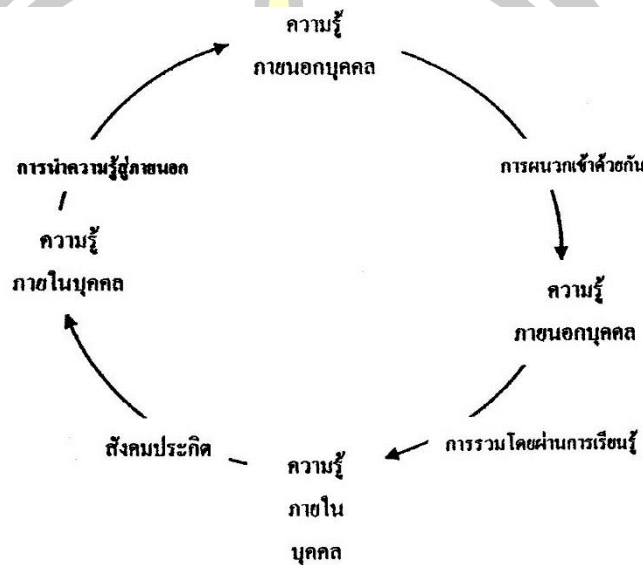 ความรู้
ภายนอกบุคคล
การนำความรู้สู่ภายนอก
การผนวกเข้าด้วยกัน
ความรู้
ภายในบุคคล
ความรู้
ภายนอกบุคคล
สังคมประกิต
การรวมโดยผ่านการเรียนรู้
ความรู้
ภายใน
บุคคล